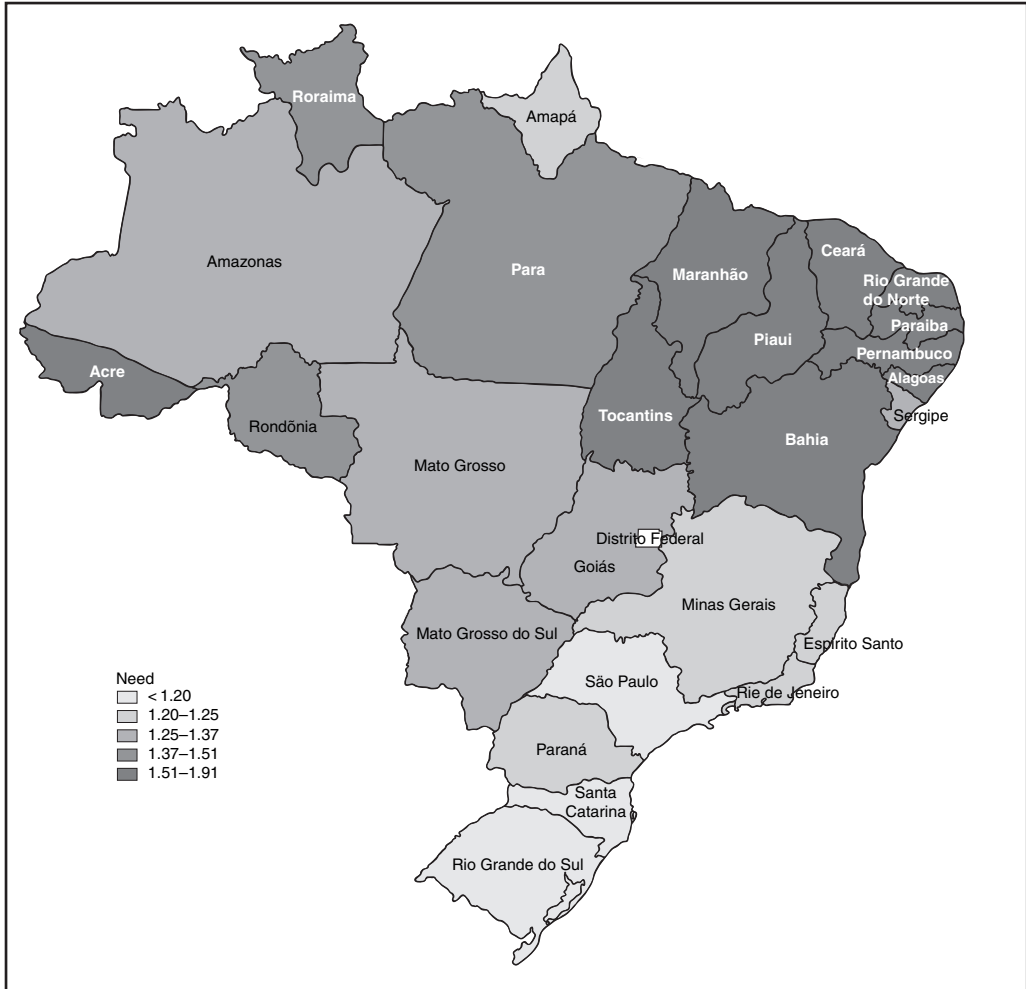 Roraima
Amapá
Amazonas
Para
Maranhão
Ceará
Rio Grande
do Norte
Paraiba
Piaui
Pernambuco
Acre
Alagoas
Tocantins
Sergipe
Rondõnia
Bahia
Mato Grosso
Distrito Federal
Goiás
Minas Gerais
Mato Grosso do Sul
Espírito Santo
São Paulo
Rie de Jeneiro
Paraná
Santa
Catarina
Rio Grande do Sul
Need
< 1.20
1.20–1.25
1.25–1.37
1.37–1.51
1.51–1.91